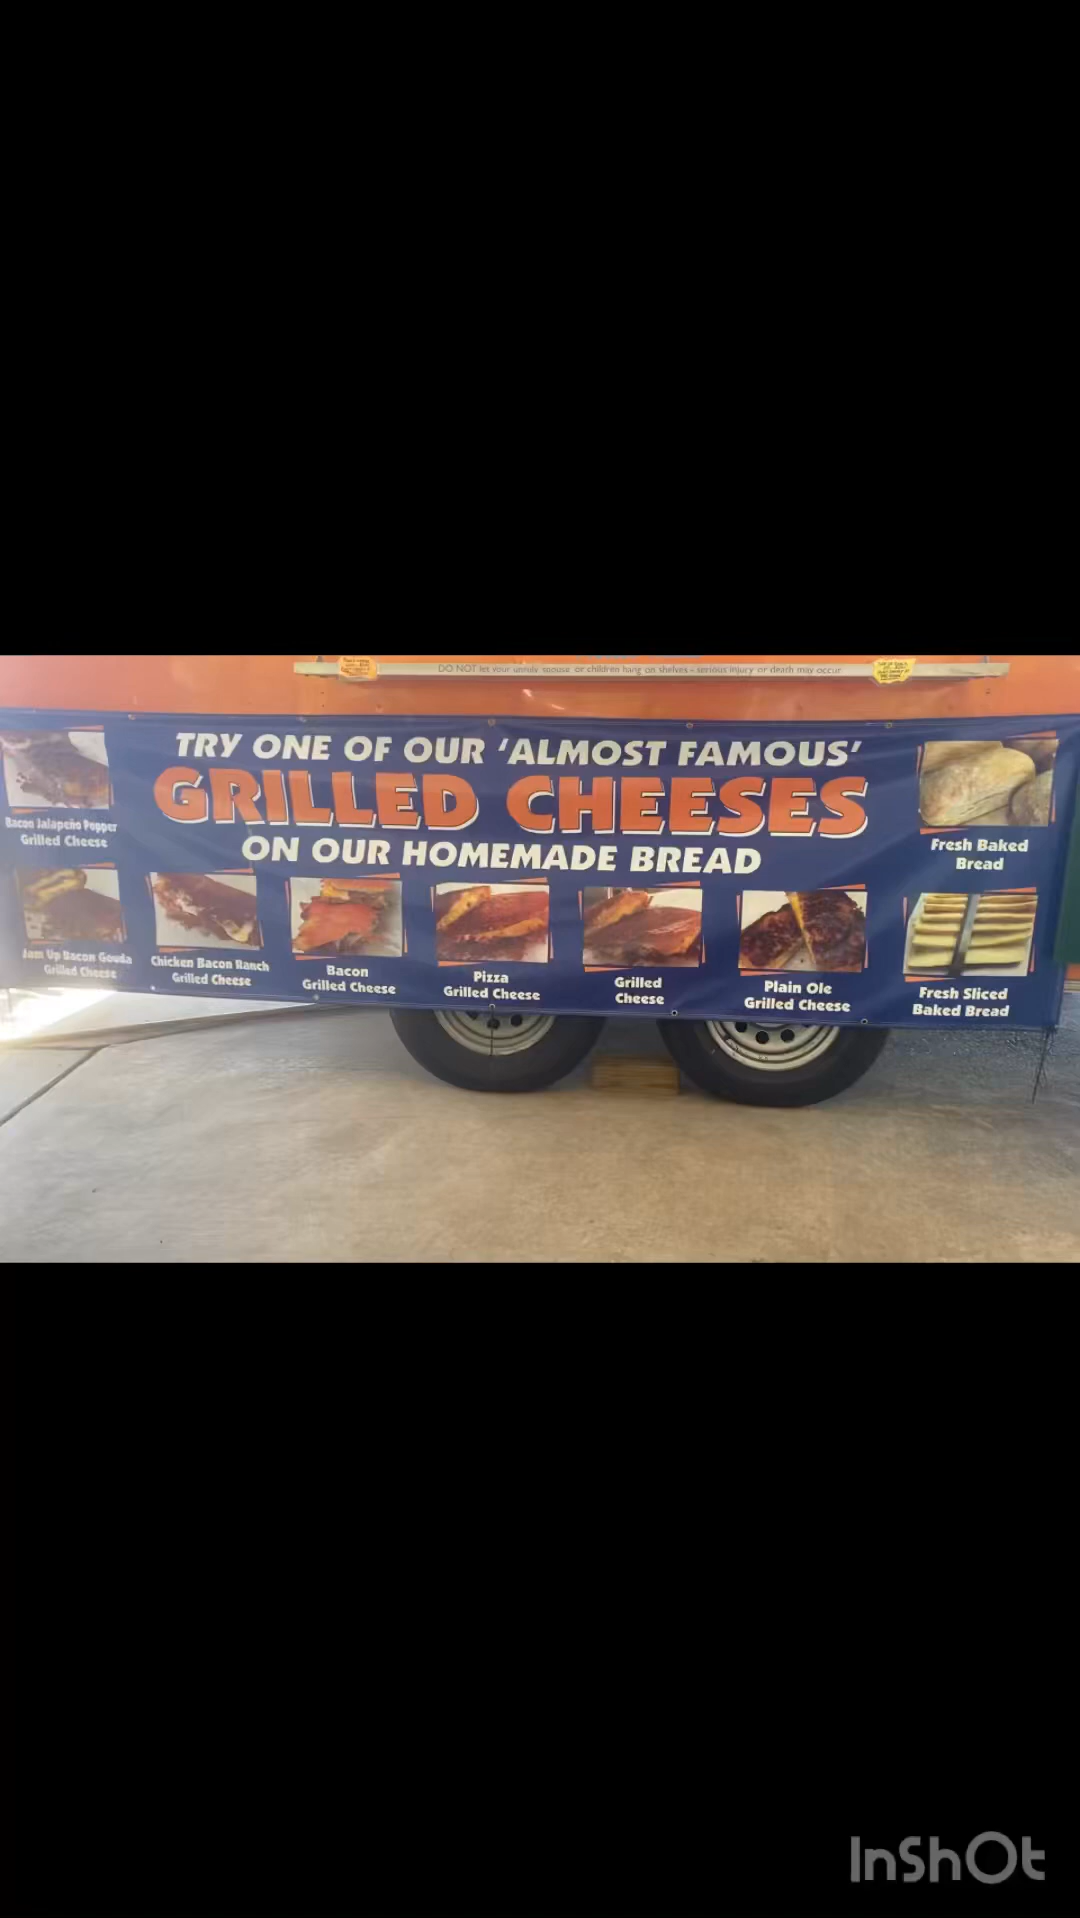 DO NOT let your unruly spouse or children hang on shelves - serious injury or death may occur
TRY ONE OF OUR 'ALMOST FAMOUS'
GRILLED CHEESES
ON OUR HOMEMADE BREAD
Bacon Jalapeño Popper
Grilled Cheese
Fresh Baked
Bread
Jam Up Bacon Gouda
Grilled Cheese
Chicken Bacon Ranch
Grilled Cheese
Bacon
Grilled Cheese
Pizza
Grilled Cheese
Grilled
Cheese
Plain Ole
Grilled Cheese
Fresh Sliced
Baked Bread
InShOt